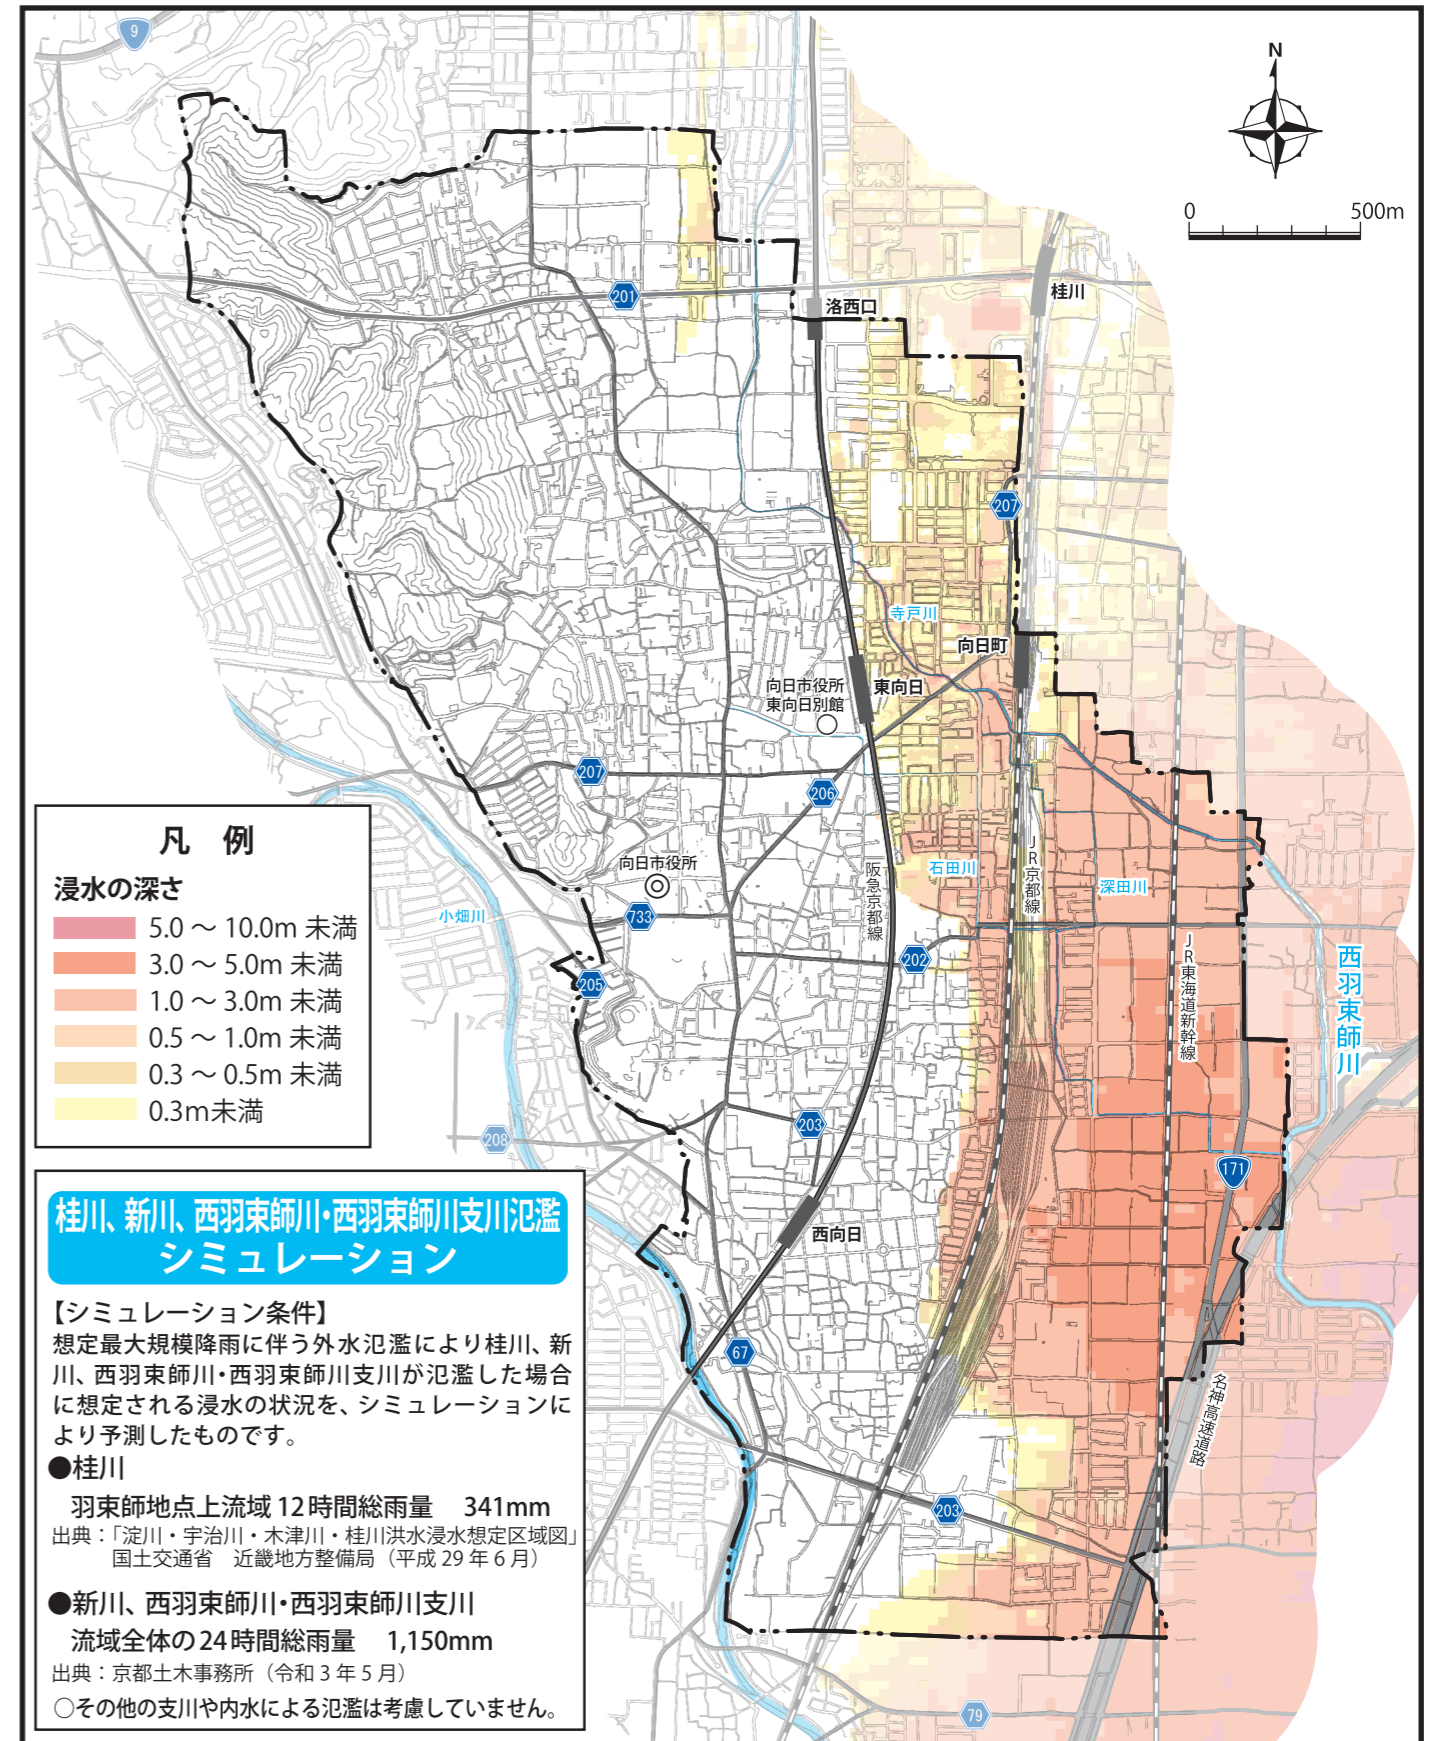 9
N
0 500m
桂川
洛西口
201
207
寺戸川
向日町
東向日
向日市役所
東向日別館
207
206
阪急京都線
石田川
JR京都線
深田川
向日市役所
733
小畑川
202
205
JR東海道新幹線
西羽束師川
203
208
171
西向日
67
名神高速道路
203
79
凡 例
浸水の深さ
5.0 ～ 10.0m 未満
3.0 ～ 5.0m 未満
1.0 ～ 3.0m 未満
0.5 ～ 1.0m 未満
0.3 ～ 0.5m 未満
0.3m未満
桂川、新川、西羽束師川・西羽束師川支川氾濫
シミュレーション
【シミュレーション条件】
想定最大規模降雨に伴う外水氾濫により桂川、新
川、西羽束師川・西羽束師川支川が氾濫した場合
に想定される浸水の状況を、シミュレーションに
より予測したものです。
●桂川
羽束師地点上流域 12時間総雨量 341mm
出典：「淀川・宇治川・木津川・桂川洪水浸水想定区域図」
国土交通省 近畿地方整備局（平成 29 年 6 月）
●新川、西羽束師川・西羽束師川支川
流域全体の24時間総雨量 1,150mm
出典：京都土木事務所（令和 3 年 5 月）
○その他の支川や内水による氾濫は考慮していません。